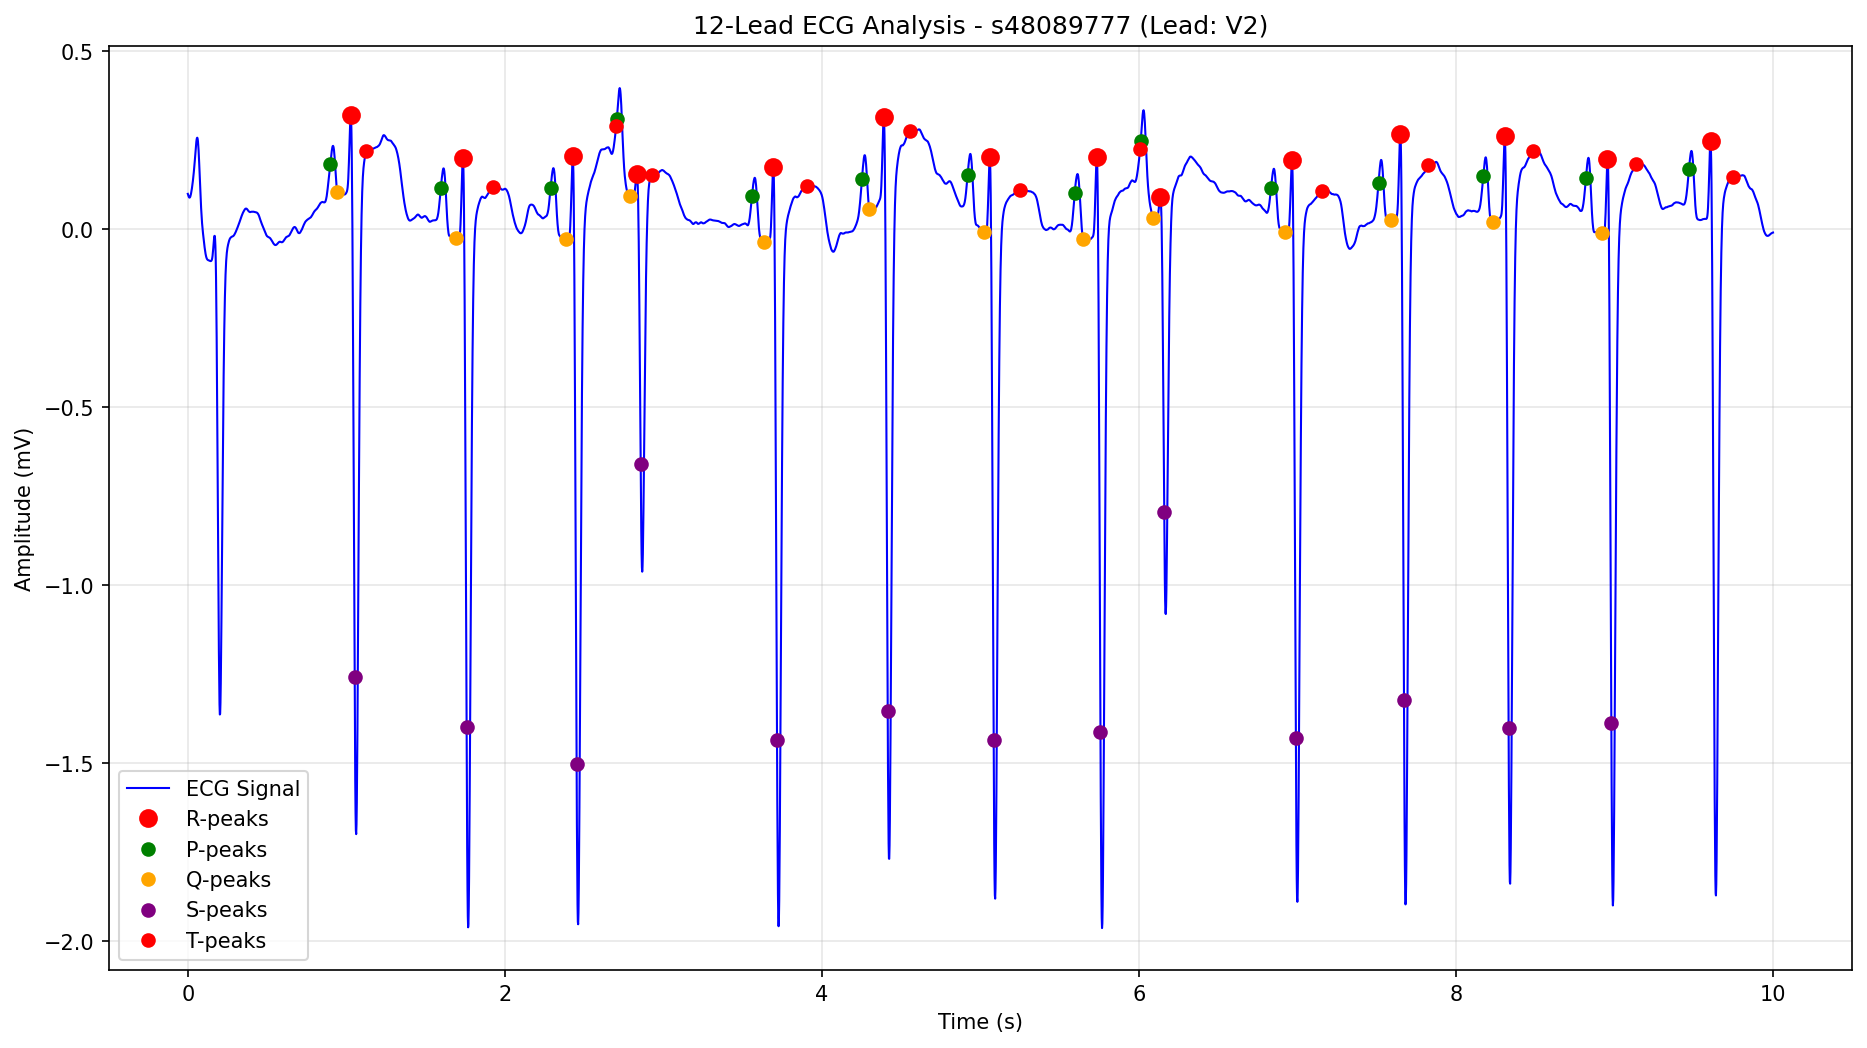 12-Lead ECG Analysis - s48089777 (Lead: V2)
Amplitude (mV)
0.5
0.0
−0.5
−1.0
−1.5
−2.0
ECG Signal
R-peaks
P-peaks
Q-peaks
S-peaks
T-peaks
0 2 4 6 8 10
Time (s)